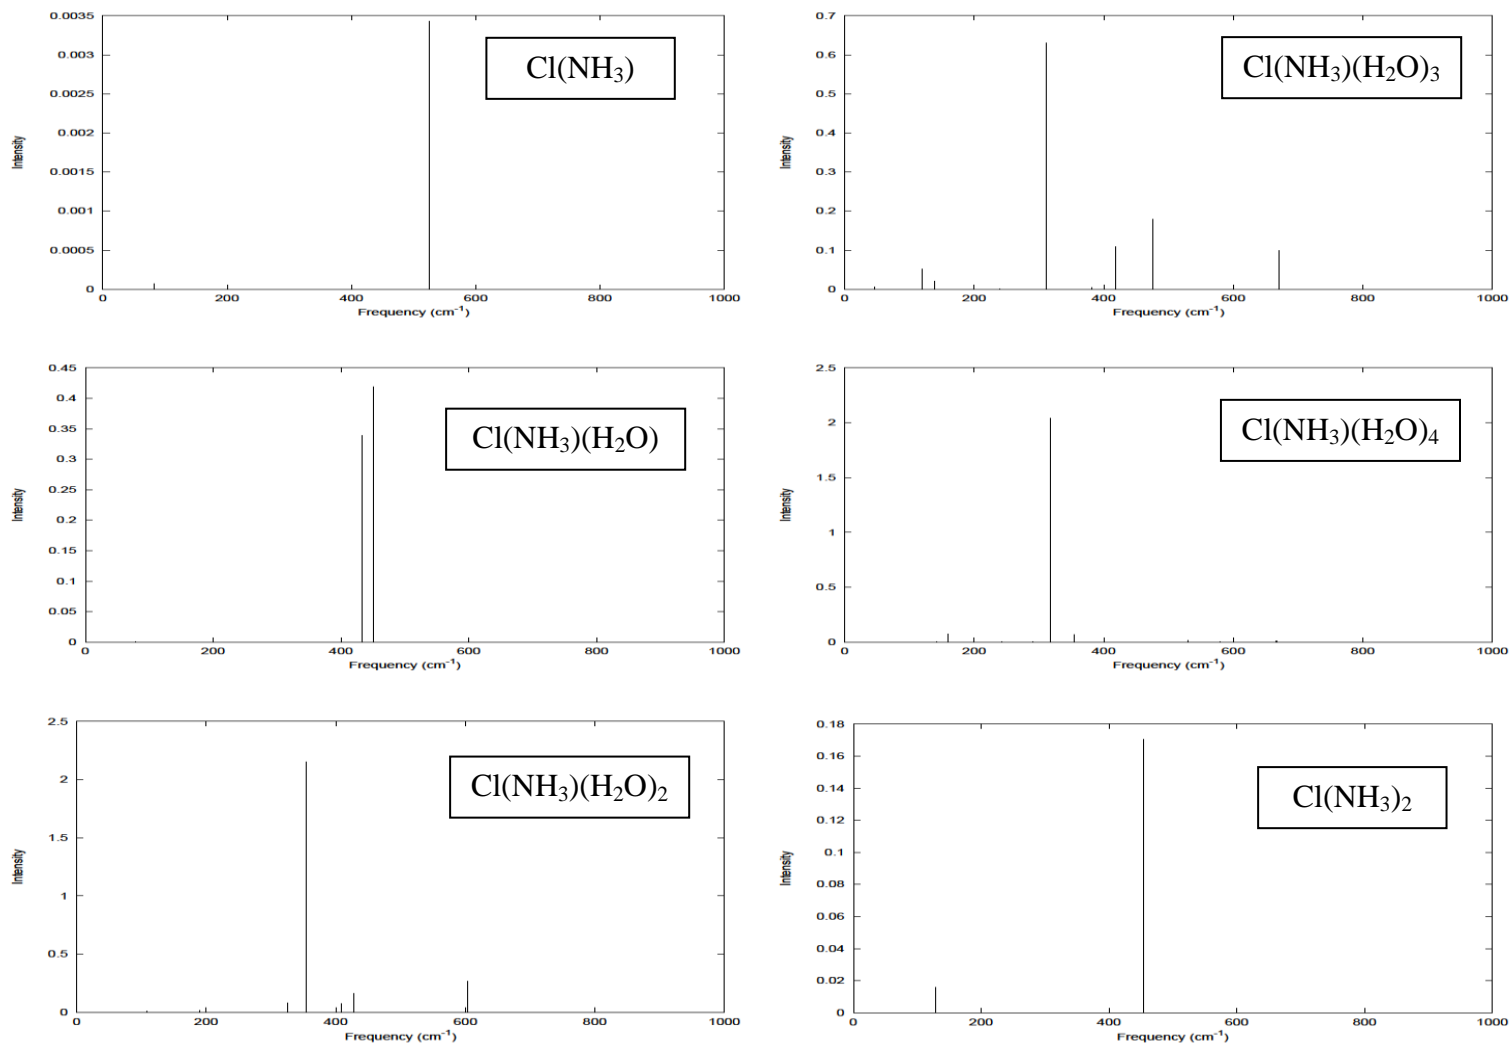 0.0035
0.003
0.0025
0.002
0.0015
0.001
0.0005
0
0 200 400 600 800 1000
Intensity
Frequency (cm-1)
Cl(NH3)
0.7
0.6
0.5
0.4
0.3
0.2
0.1
0
0 200 400 600 800 1000
Intensity
Frequency (cm-1)
Cl(NH3)(H2O)3
0.45
0.4
0.35
0.3
0.25
0.2
0.15
0.1
0.05
0
0 200 400 600 800 1000
Intensity
Frequency (cm-1)
Cl(NH3)(H2O)
2.5
2
1.5
1
0.5
0
0 200 400 600 800 1000
Intensity
Frequency (cm-1)
Cl(NH3)(H2O)4
2.5
2
1.5
1
0.5
0
0 200 400 600 800 1000
Intensity
Frequency (cm-1)
Cl(NH3)(H2O)2
0.18
0.16
0.14
0.12
0.1
0.08
0.06
0.04
0.02
0
0 200 400 600 800 1000
Intensity
Frequency (cm-1)
Cl(NH3)2